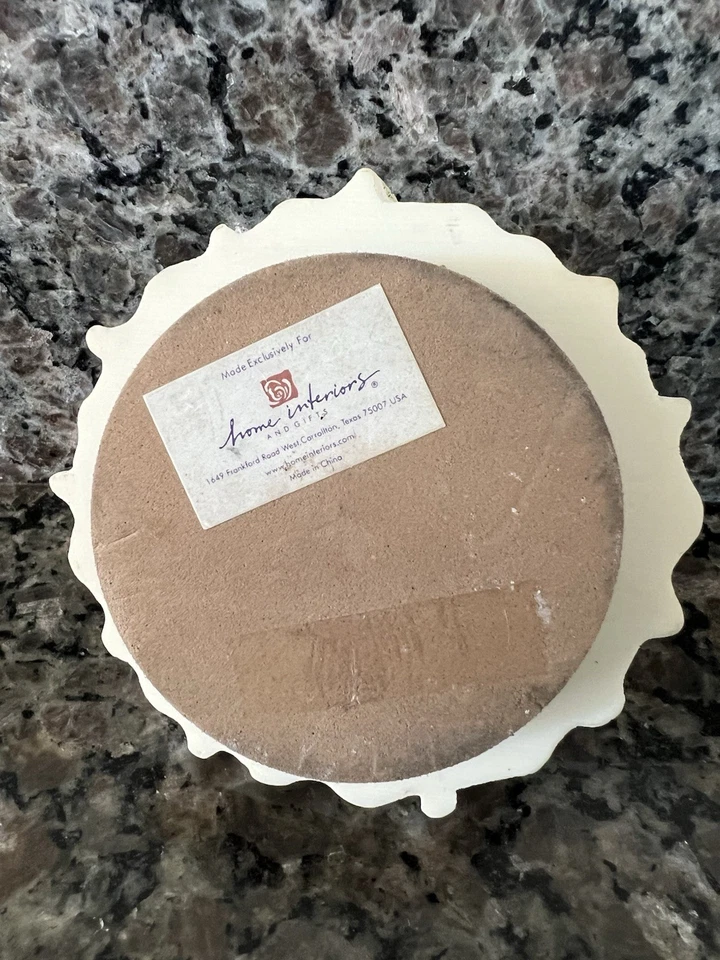 Made Exclusively For
home interiors®
AND GIFTS
1649 Frankford Road West, Carrollton, Texas 75007 USA
www.homeinteriors.com
Made in China